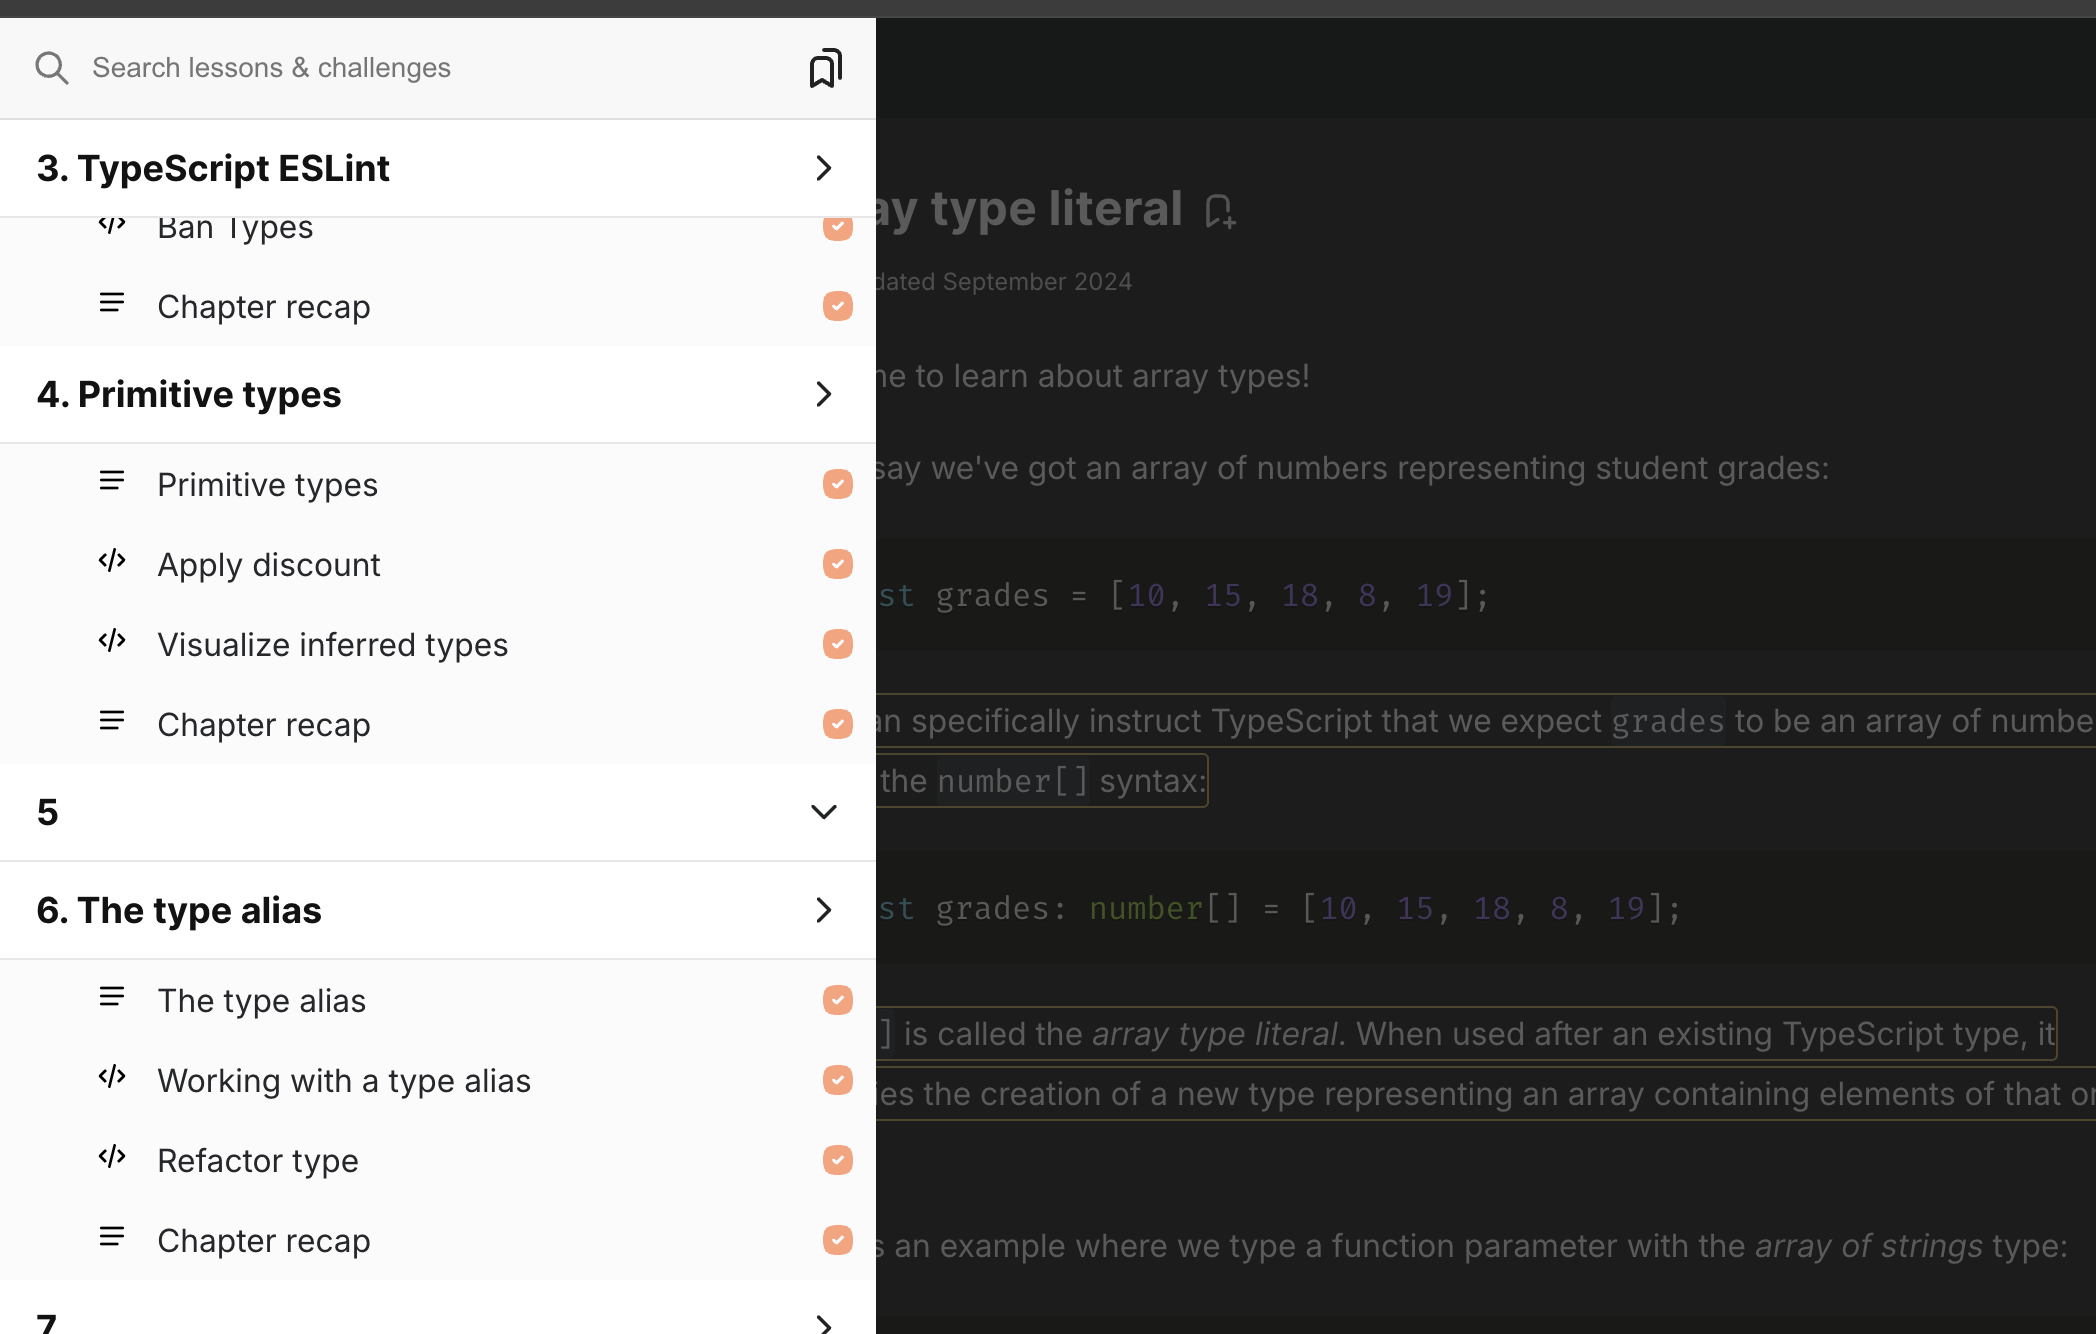 Search lessons & challenges
3. TypeScript ESLint
Ban Types
Chapter recap
4. Primitive types
Primitive types
Apply discount
Visualize inferred types
Chapter recap
5
6. The type alias
The type alias
Working with a type alias
Refactor type
Chapter recap
7
ay type literal
dated September 2024
me to learn about array types!
say we've got an array of numbers representing student grades:
st grades = [10, 15, 18, 8, 19];
an specifically instruct TypeScript that we expect grades to be an array of numbe
the number[] syntax:
st grades: number[] = [10, 15, 18, 8, 19];
] is called the array type literal. When used after an existing TypeScript type, it
ies the creation of a new type representing an array containing elements of that or
s an example where we type a function parameter with the array of strings type: